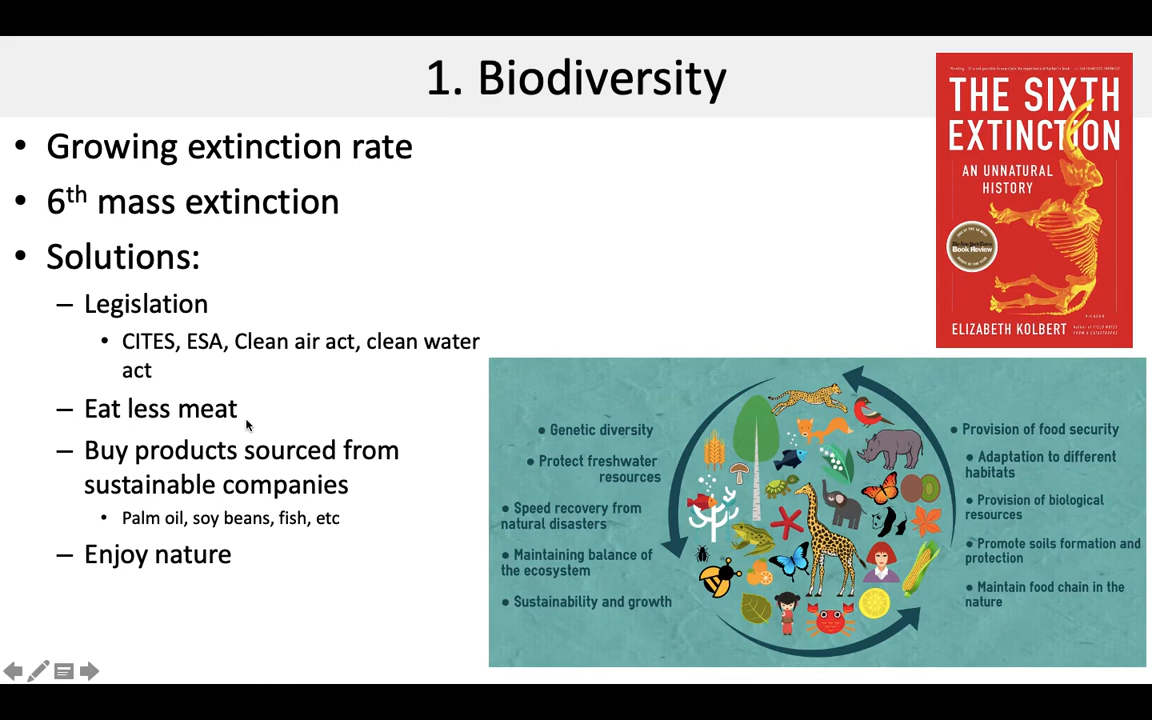 1. Biodiversity
• Growing extinction rate
• 6th mass extinction
• Solutions:
– Legislation
• CITES, ESA, Clean air act, clean water
act
– Eat less meat
– Buy products sourced from
sustainable companies
• Palm oil, soy beans, fish, etc
– Enjoy nature
THE SIXTH
EXTINCTION
AN UNNATURAL
HISTORY
Book Review
PICADOR
ELIZABETH KOLBERT
● Genetic diversity
● Protect freshwater
resources
● Speed recovery from
natural disasters
● Maintaining balance of
the ecosystem
● Sustainability and growth
● Provision of food security
● Adaptation to different
habitats
● Provision of biological
resources
● Promote soils formation and
protection
● Maintain food chain in the
nature